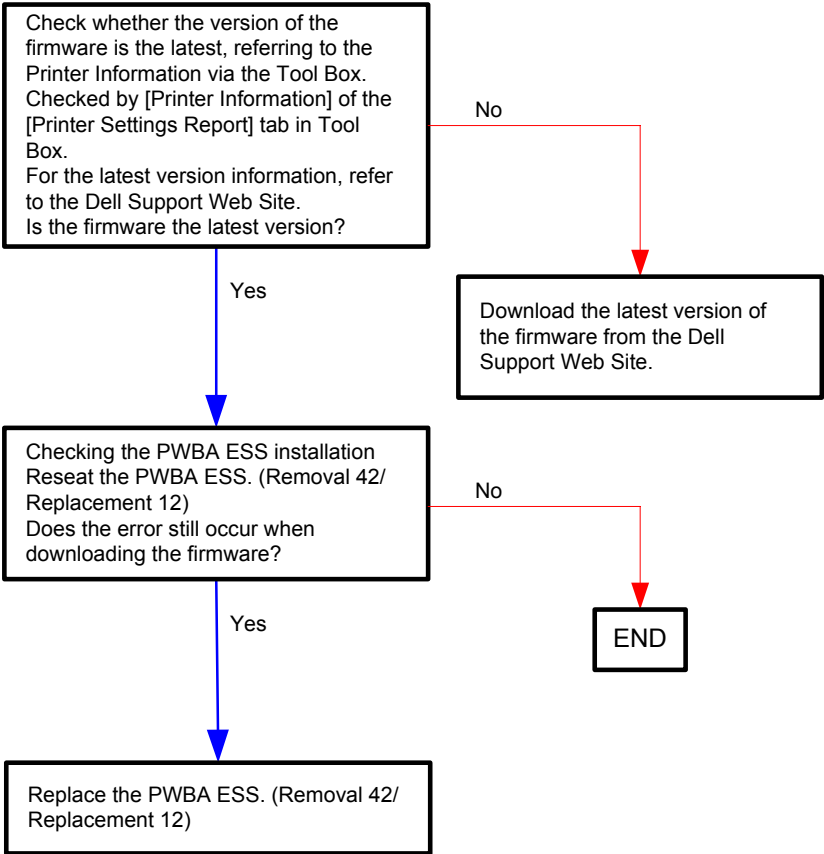 Check whether the version of the
firmware is the latest, referring to the
Printer Information via the Tool Box.
Checked by [Printer Information] of the
[Printer Settings Report] tab in Tool
Box.
For the latest version information, refer
to the Dell Support Web Site.
Is the firmware the latest version?
No
Yes
Download the latest version of
the firmware from the Dell
Support Web Site.
Checking the PWBA ESS installation
Reseat the PWBA ESS. (Removal 42/
Replacement 12)
Does the error still occur when
downloading the firmware?
No
Yes
END
Replace the PWBA ESS. (Removal 42/
Replacement 12)